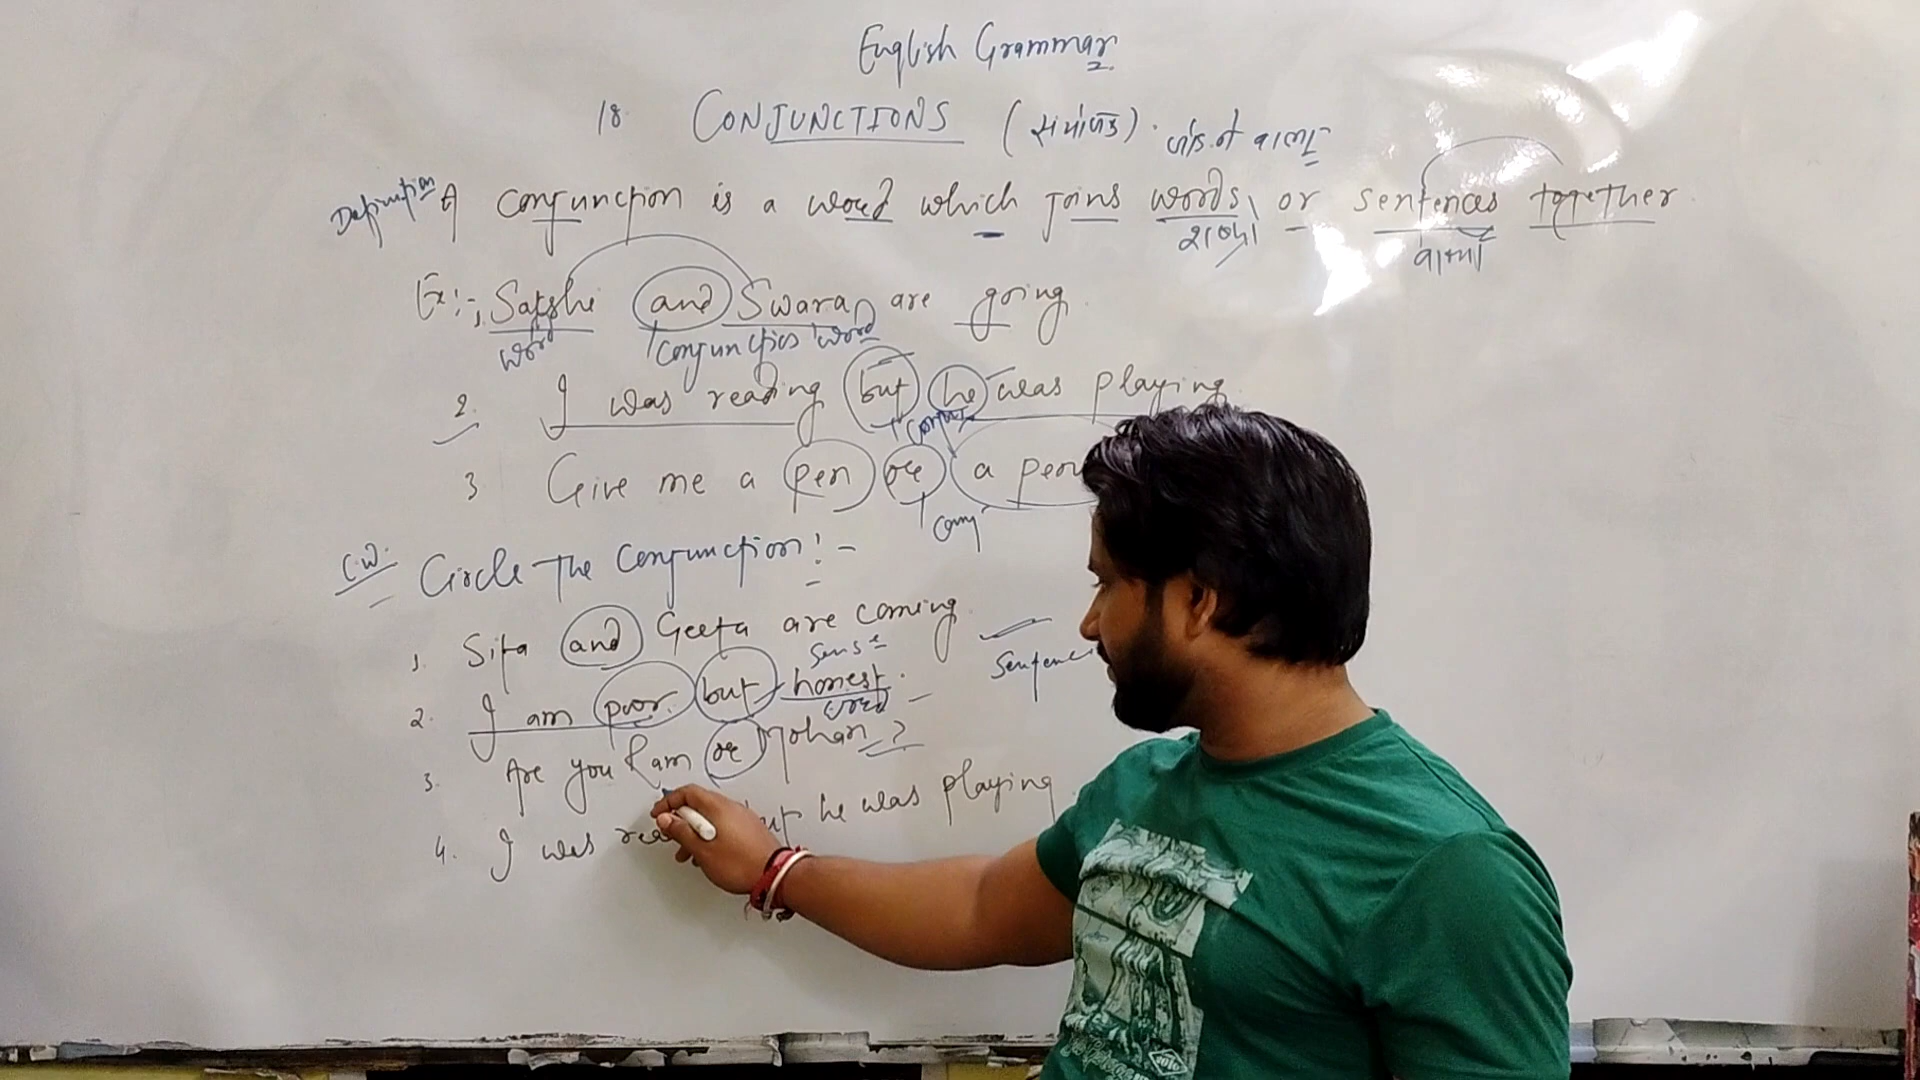 English Grammar
18. CONJUNCTIONS (संयोजक). जोड़ने वाला
Definition A conjunction is a word which joins words, or sentences together
शब्दों वाक्यों
Ex:-, Sakshi and Swara are going.
word conjunctions word
2. I was reading but he was playing
3 Give me a pen or a
conj
C.W. Circle The Conjunction:-
1. Sita and Geeta are coming
2. I am poor. but honest.
word
3. Are you Ram or Mohan?
4. I was he was playing